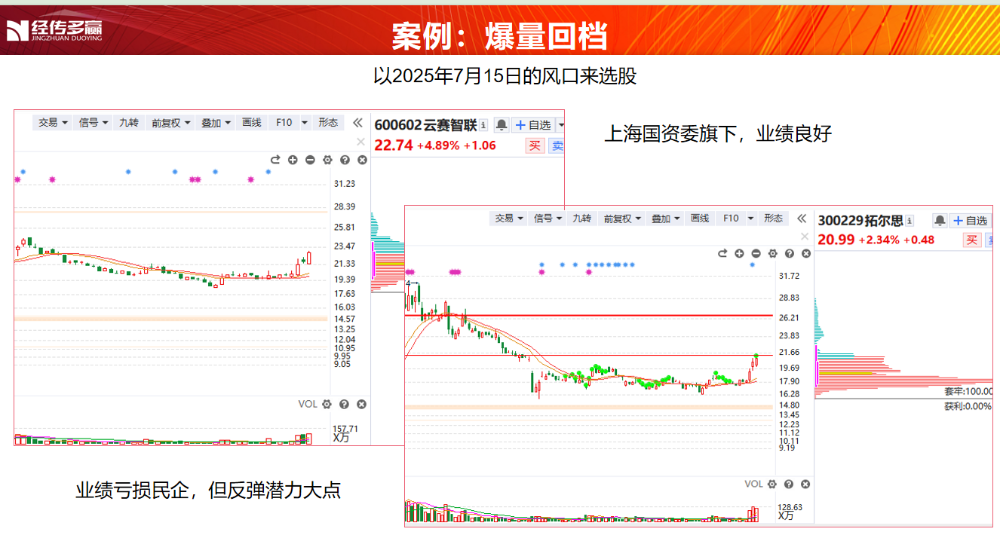 经传多赢
JINGZHUAN DUOYING
案例：爆量回档
以2025年7月15日的风口来选股
上海国资委旗下，业绩良好
交易 信号 九转 前复权 叠加 画线 F10 形态
600602云赛智联
自选
22.74 +4.89% +1.06
买 卖
31.23
28.39
25.81
23.47
21.33
19.39
17.63
16.03
14.57
13.25
12.04
10.95
9.95
9.05
VOL
157.71
X万
交易 信号 九转 前复权 叠加 画线 F10 形态
300229拓尔思
自选
20.99 +2.34% +0.48
买
4
31.72
28.83
26.21
23.83
21.66
19.69
17.90
16.28
14.80
13.45
12.23
11.12
10.11
9.19
套牢:100.00
获利:0.00%
VOL
128.63
X万
业绩亏损民企，但反弹潜力大点